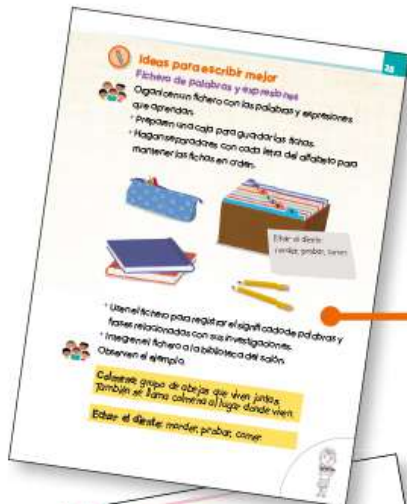 25
Ideas para escribir mejor
Fichero de palabras y expresiones
Organicen un fichero con las palabras y expresiones
que aprendan.
• Preparen una caja para guardar las fichas.
• Hagan separadores con cada letra del alfabeto para
mantener las fichas en orden.
Echar el diente:
morder, probar, comer.
• Usen el fichero para registrar el significado de palabras y
frases relacionadas con sus investigaciones.
• Integren el fichero a la biblioteca del salón.
Observen el ejemplo.
Colmena: grupo de abejas que viven juntas.
También se llama colmena al lugar donde viven.
Echar el diente: morder, probar, comer.